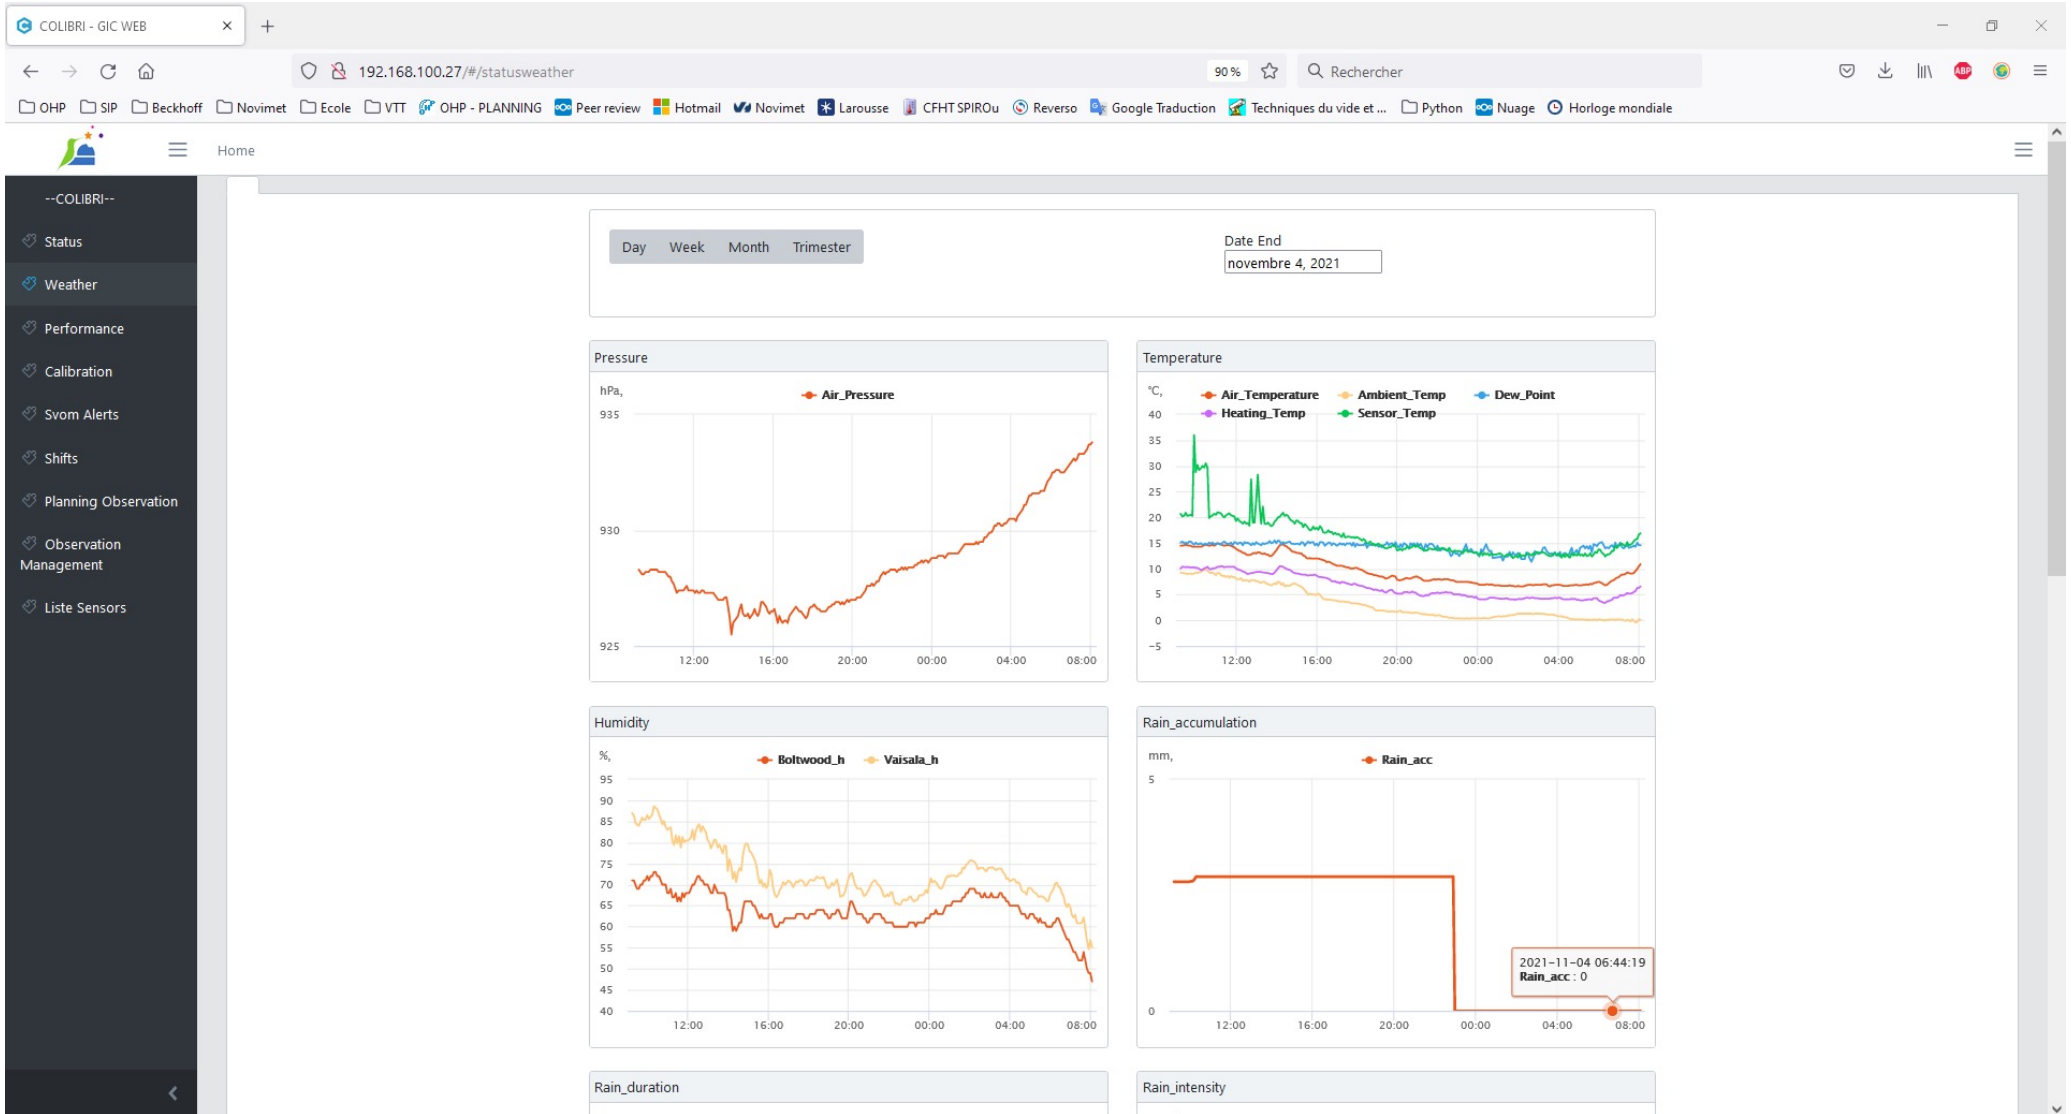 COLIBRI - GIC WEB
192.168.100.27/#/statusweather
90 %
Rechercher
ABP
OHP SIP Beckhoff Novimet Ecole VTT OHP - PLANNING Peer review Hotmail Novimet Larousse CFHT SPIROu Reverso Google Traduction Techniques du vide et ... Python Nuage Horloge mondiale
Home
--COLIBRI--
Status
Weather
Performance
Calibration
Svom Alerts
Shifts
Planning Observation
Observation
Management
Liste Sensors
Day Week Month Trimester
Date End
novembre 4, 2021
Pressure
hPa,
Air_Pressure
935
930
925
12:00 16:00 20:00 00:00 04:00 08:00
Temperature
°C,
Air_Temperature Ambient_Temp Dew_Point
Heating_Temp Sensor_Temp
40
35
30
25
20
15
10
5
0
−5
12:00 16:00 20:00 00:00 04:00 08:00
Humidity
%,
Boltwood_h Vaisala_h
95
90
85
80
75
70
65
60
55
50
45
40
12:00 16:00 20:00 00:00 04:00 08:00
Rain_accumulation
mm,
Rain_acc
5
2021−11−04 06:44:19
Rain_acc : 0
0
12:00 16:00 20:00 00:00 04:00 08:00
Rain_duration
Rain_intensity